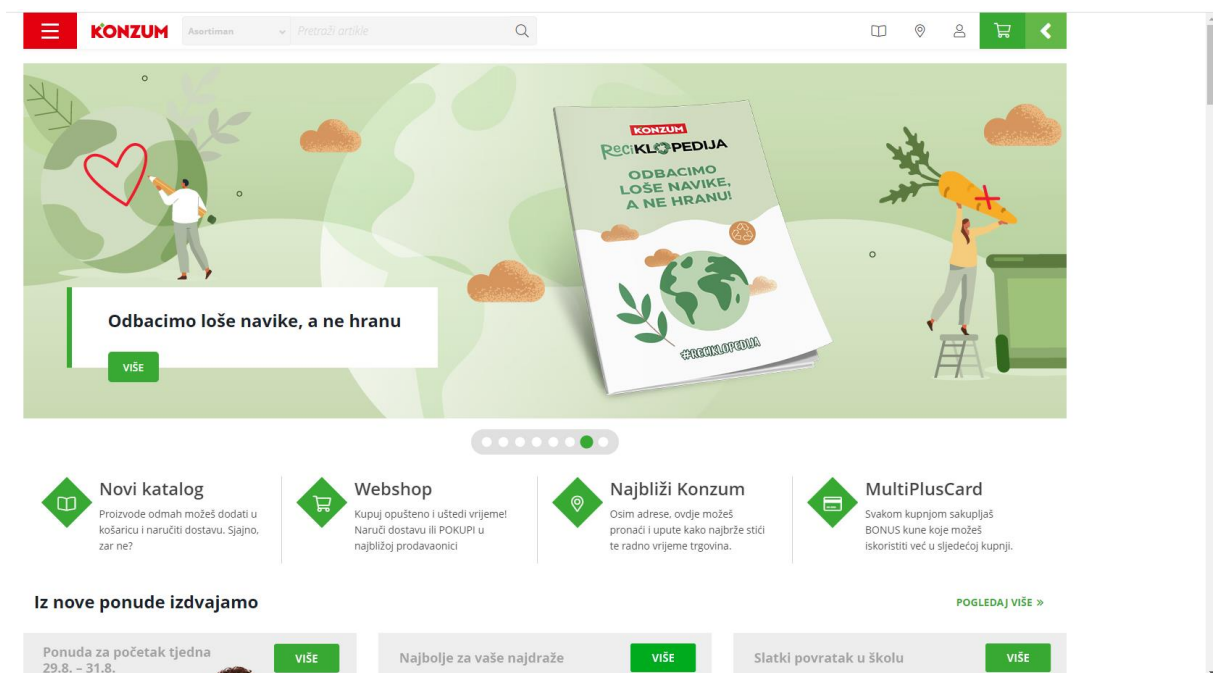 KONZUM
Asortiman
Pretraži artikle
KONZUM
ReciKLOPEDIJA
ODBACIMO
LOŠE NAVIKE,
A NE HRANU!
#RECIKLOPEDIJA
Odbacimo loše navike, a ne hranu
VIŠE
Novi katalog
Proizvode odmah možeš dodati u
košaricu i naručiti dostavu. Sjajno,
zar ne?
Webshop
Kupuj opušteno i uštedi vrijeme!
Naruči dostavu ili POKUPI u
najbližoj prodavaonici
Najbliži Konzum
Osim adrese, ovdje možeš
pronaći i upute kako najbrže stići
te radno vrijeme trgovina.
MultiPlusCard
Svakom kupnjom sakupljaš
BONUS kune koje možeš
iskoristiti već u sljedećoj kupnji.
Iz nove ponude izdvajamo
POGLEDAJ VIŠE »
Ponuda za početak tjedna
29.8. – 31.8.
VIŠE
Najbolje za vaše najdraže
VIŠE
Slatki povratak u školu
VIŠE